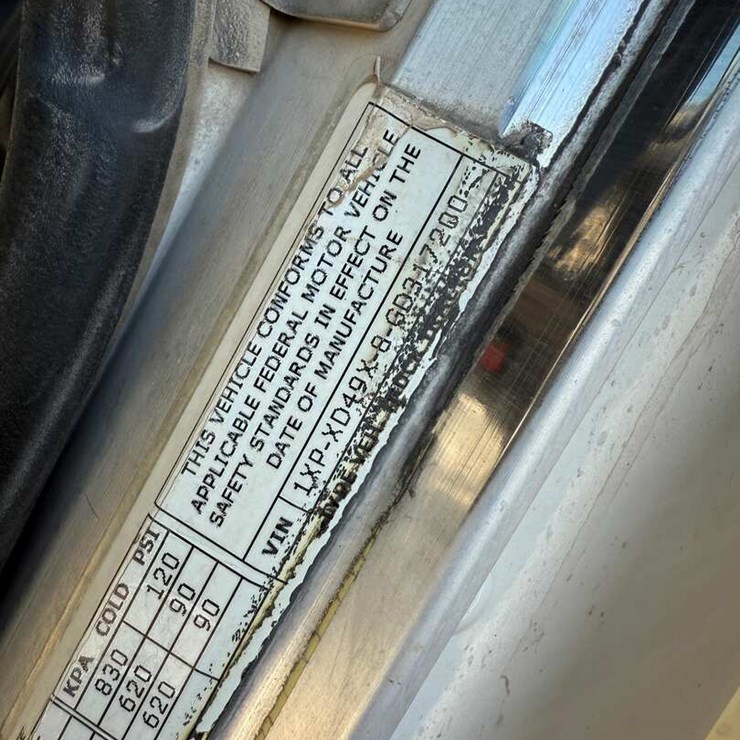 THIS VEHICLE CONFORMS TO ALL
APPLICABLE FEDERAL MOTOR VEHICLE
SAFETY STANDARDS IN EFFECT ON THE
DATE OF MANUFACTURE
VIN 1XP-XD49X-8-GD317200
KPA COLD PSI
830 120
620 90
620 90